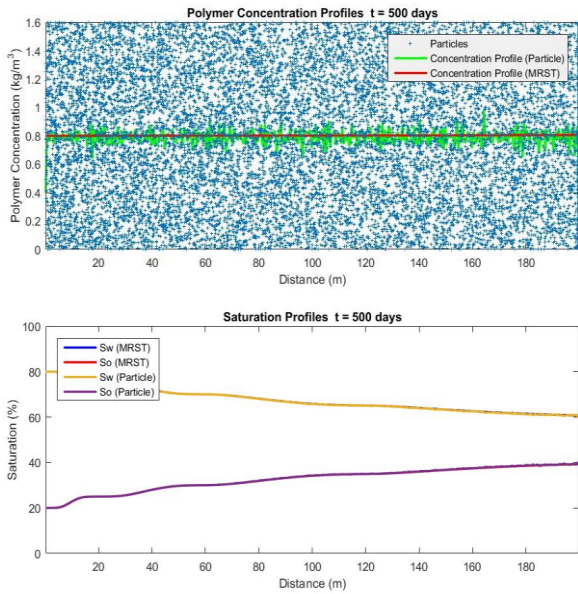 Polymer Concentration Profiles t = 500 days
1.6
1.4
1.2
1
0.8
0.6
0.4
0.2
0
Polymer Concentration (kg/m³)
Particles
Concentration Profile (Particle)
Concentration Profile (MRST)
20 40 60 80 100 120 140 160 180
Distance (m)
Saturation Profiles t = 500 days
100
80
60
40
20
0
Saturation (%)
Sw (MRST)
So (MRST)
Sw (Particle)
So (Particle)
20 40 60 80 100 120 140 160 180
Distance (m)